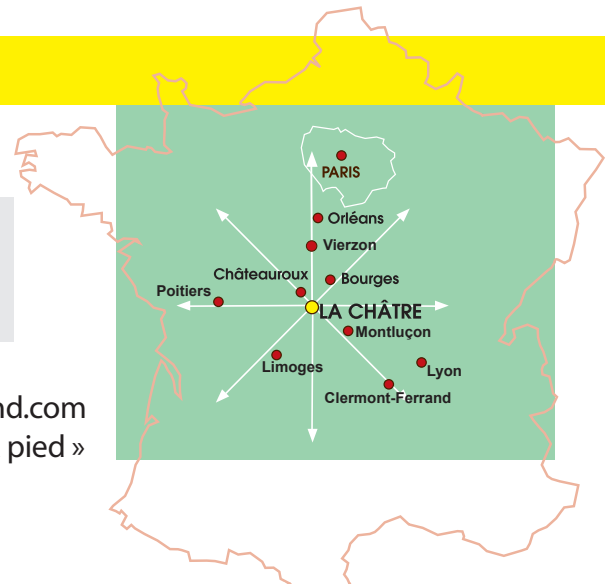 PARIS
Orléans
Vierzon
Châteauroux
Bourges
Poitiers
LA CHÂTRE
Montluçon
Limoges
Lyon
Clermont-Ferrand
nd.com
pied »